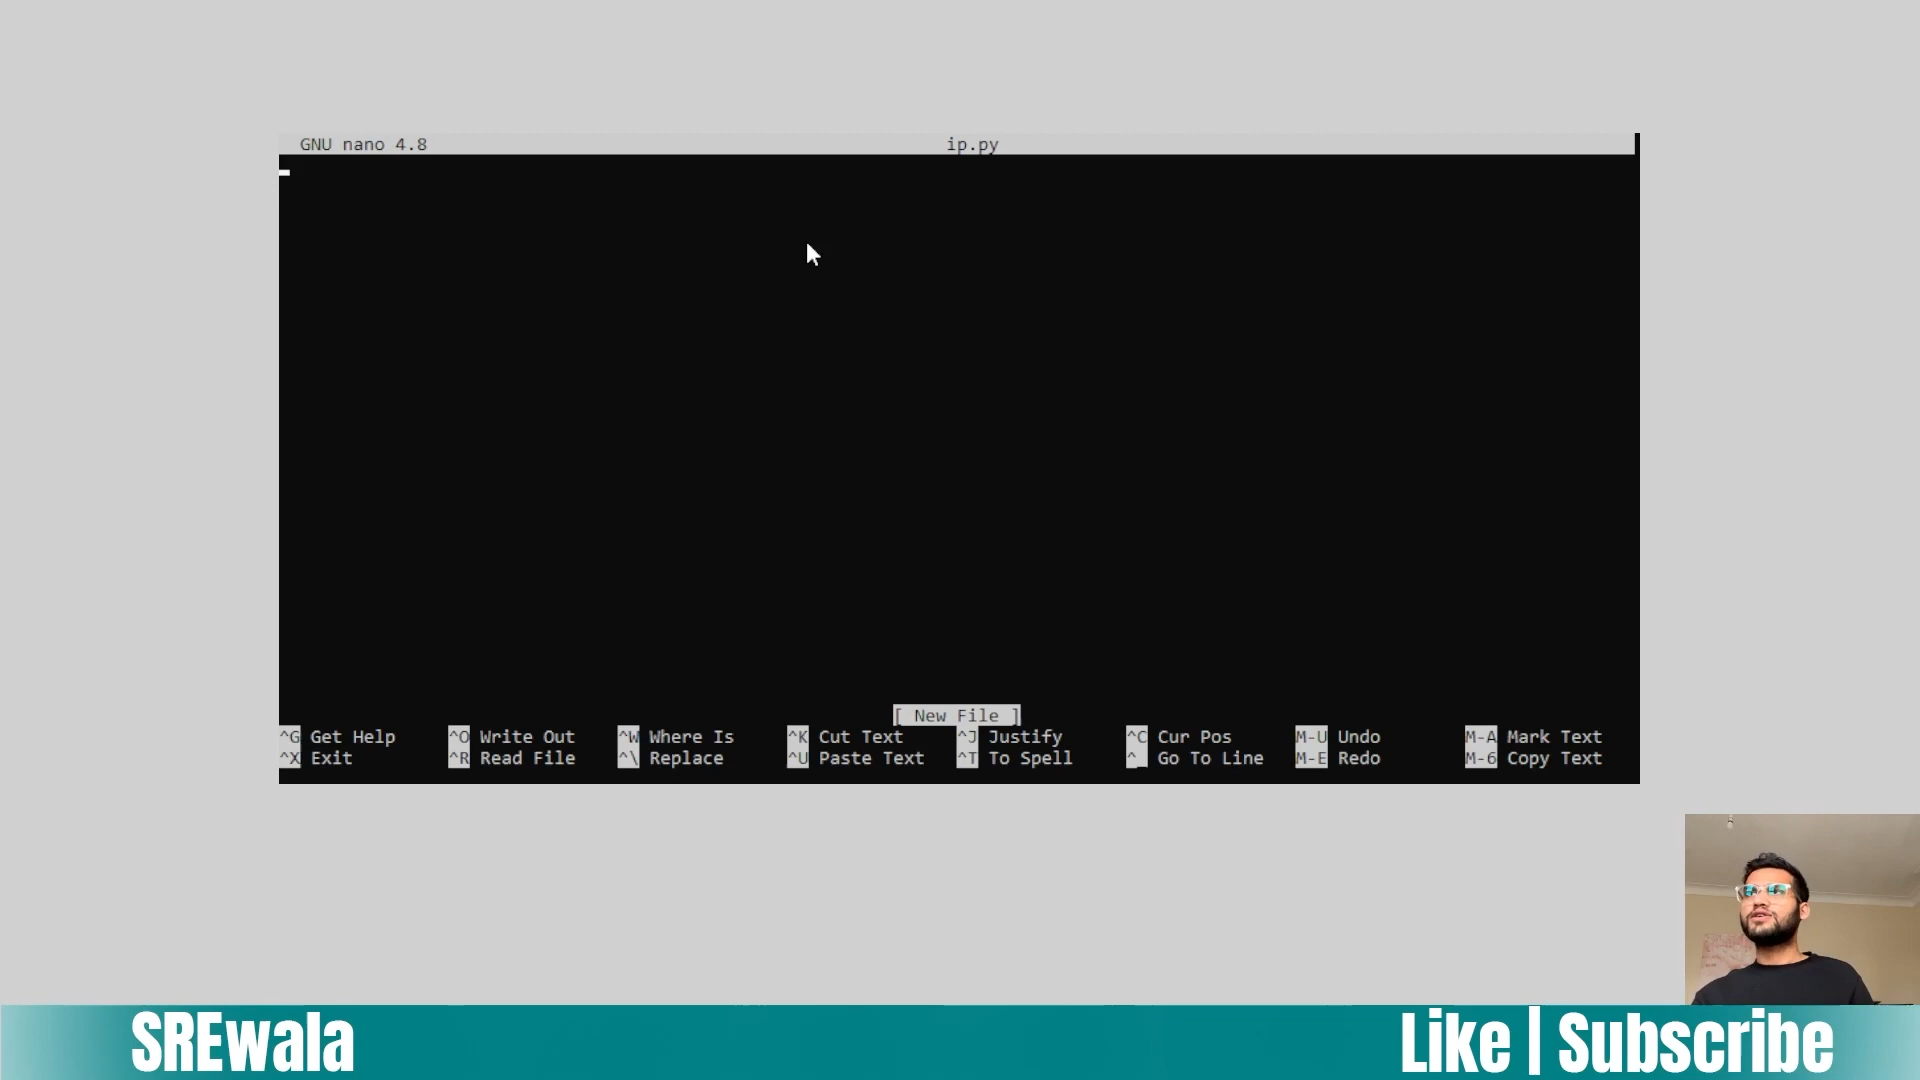 GNU nano 4.8 ip.py
[ New File ]
^G Get Help ^O Write Out ^W Where Is ^K Cut Text ^J Justify ^C Cur Pos M-U Undo M-A Mark Text
^X Exit ^R Read File ^\ Replace ^U Paste Text ^T To Spell ^_ Go To Line M-E Redo M-6 Copy Text
SREwala Like | Subscribe